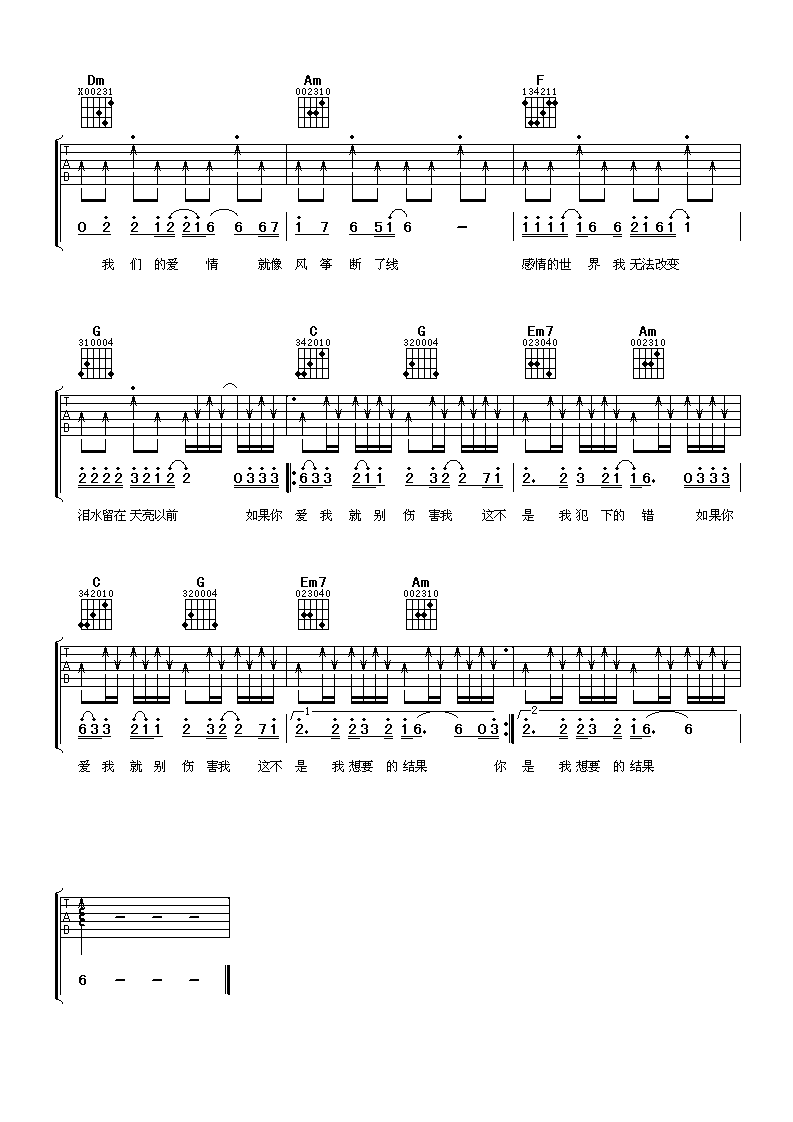 Dm Am F
X00231 002310 134211
T A B
0 2 2 1 2 2 1 6 6 6 7 1 7 6 5 1 6 - 1 1 1 1 1 6 6 2 1 6 1 1
我 们 的爱 情 就像 风 筝 断 了线 感情的世 界 我 无法改变
G C G Em7 Am
310004 342010 320004 023040 002310
T A B
2 2 2 2 3 2 1 2 2 0 3 3 3 6 3 3 2 1 1 2 3 2 2 7 1 2. 2 3 2 1 1 6. 0 3 3 3
泪水留在 天亮以前 如果你 爱 我 就 别 伤 害我 这不 是 我 犯 下的 错 如果你
C G Em7 Am
342010 320004 023040 002310
T A B
1 2
6 3 3 2 1 1 2 3 2 2 7 1 2. 2 2 3 2 1 6. 6 0 3 2. 2 2 3 2 1 6. 6
爱 我 就 别 伤 害我 这不 是 我 想要 的 结果 你 是 我 想要 的 结果
T A B
6 - - -